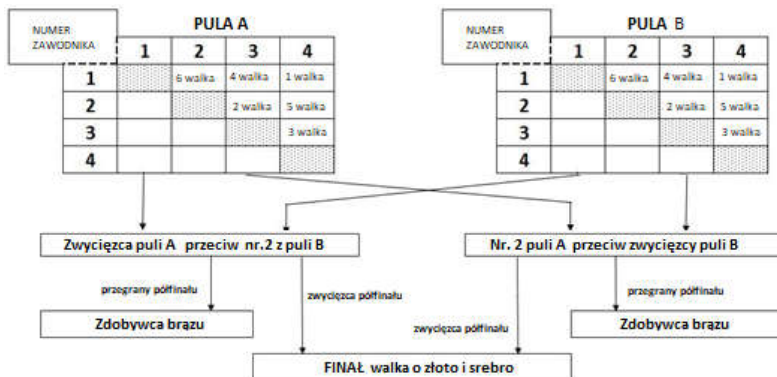 NUMER
ZAWODNIKA
PULA A
1 2 3 4
1 6 walka 4 walka 1 walka
2 2 walka 5 walka
3 3 walka
4
NUMER
ZAWODNIKA
PULA B
1 2 3 4
1 6 walka 4 walka 1 walka
2 2 walka 5 walka
3 3 walka
4
Zwycięzca puli A przeciw nr.2 z puli B
Nr. 2 puli A przeciw zwycięzcy puli B
przegrany półfinału
zwycięzca półfinału
zwycięzca półfinału
przegrany półfinału
Zdobywca brązu
Zdobywca brązu
FINAŁ walka o złoto i srebro